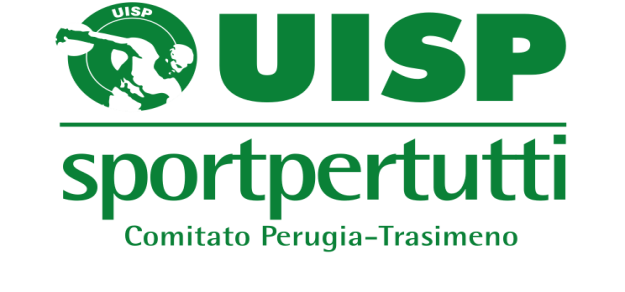 UISP
UISP
sportpertutti
Comitato Perugia-Trasimeno